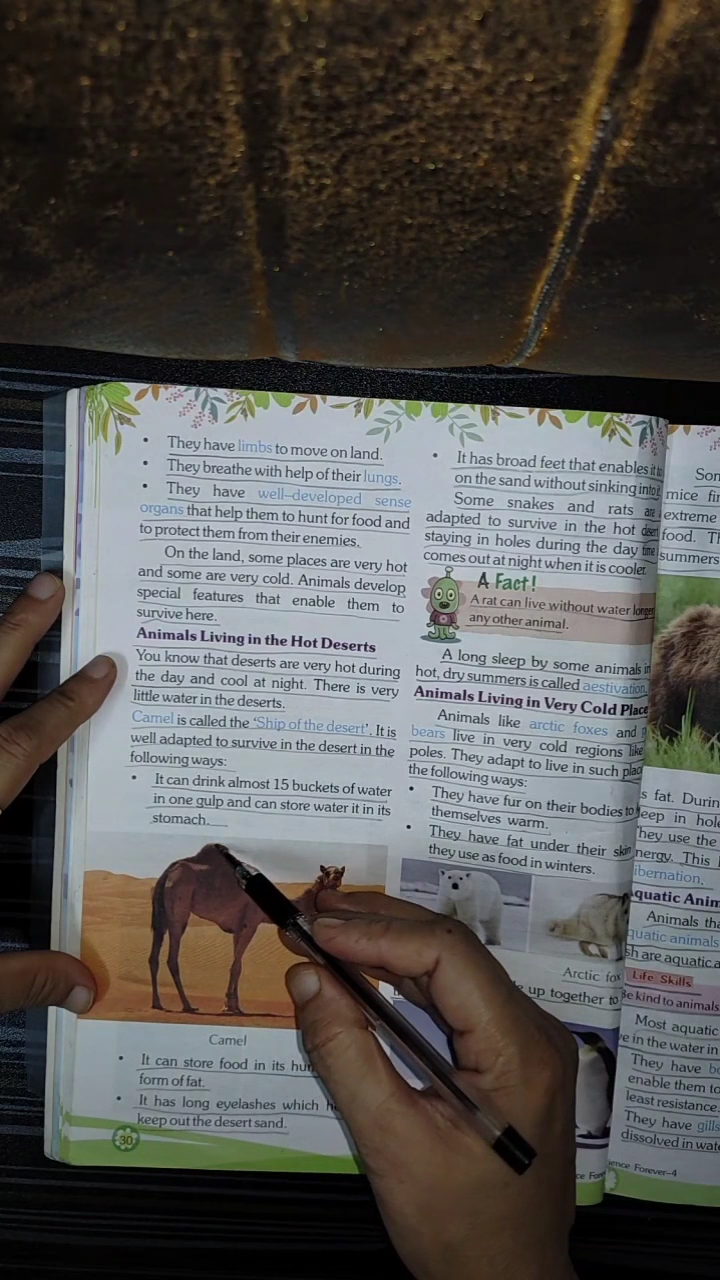 They have limbs to move on land.
They breathe with help of their lungs.
They have well-developed sense
organs that help them to hunt for food and
to protect them from their enemies.
On the land, some places are very hot
and some are very cold. Animals develop
special features that enable them to
survive here.
Animals Living in the Hot Deserts
You know that deserts are very hot during
the day and cool at night. There is very
little water in the deserts.
Camel is called the 'Ship of the desert'. It is
well adapted to survive in the desert in the
following ways:
It can drink almost 15 buckets of water
in one gulp and can store water it in its
stomach.
Camel
It can store food in its
form of fat.
It has long eyelashes which
keep out the desert sand.
30
It has broad feet that enables it
on the sand without sinking
Some snakes and rats are
adapted to survive in the hot desert
staying in holes during the day
comes out at night when it is cooler.
A Fact!
A rat can live without water longer
any other animal.
A long sleep by some animals in
hot, dry summers is called aestivation.
Animals Living in Very Cold Place
Animals like arctic foxes and
bears live in very cold regions like
poles. They adapt to live in such
the following ways:
They have fur on their bodies to
themselves warm.
They have fat under their skin
they use as food in winters.
Arctic fox
up together to
mice
extreme
food.
summers
fat.
in
use the
This
Life Skills
Be kind to animals
Most aquatic
in the water in
They have
enable them to
least resistance
They have gills
dissolved in
Forever-4